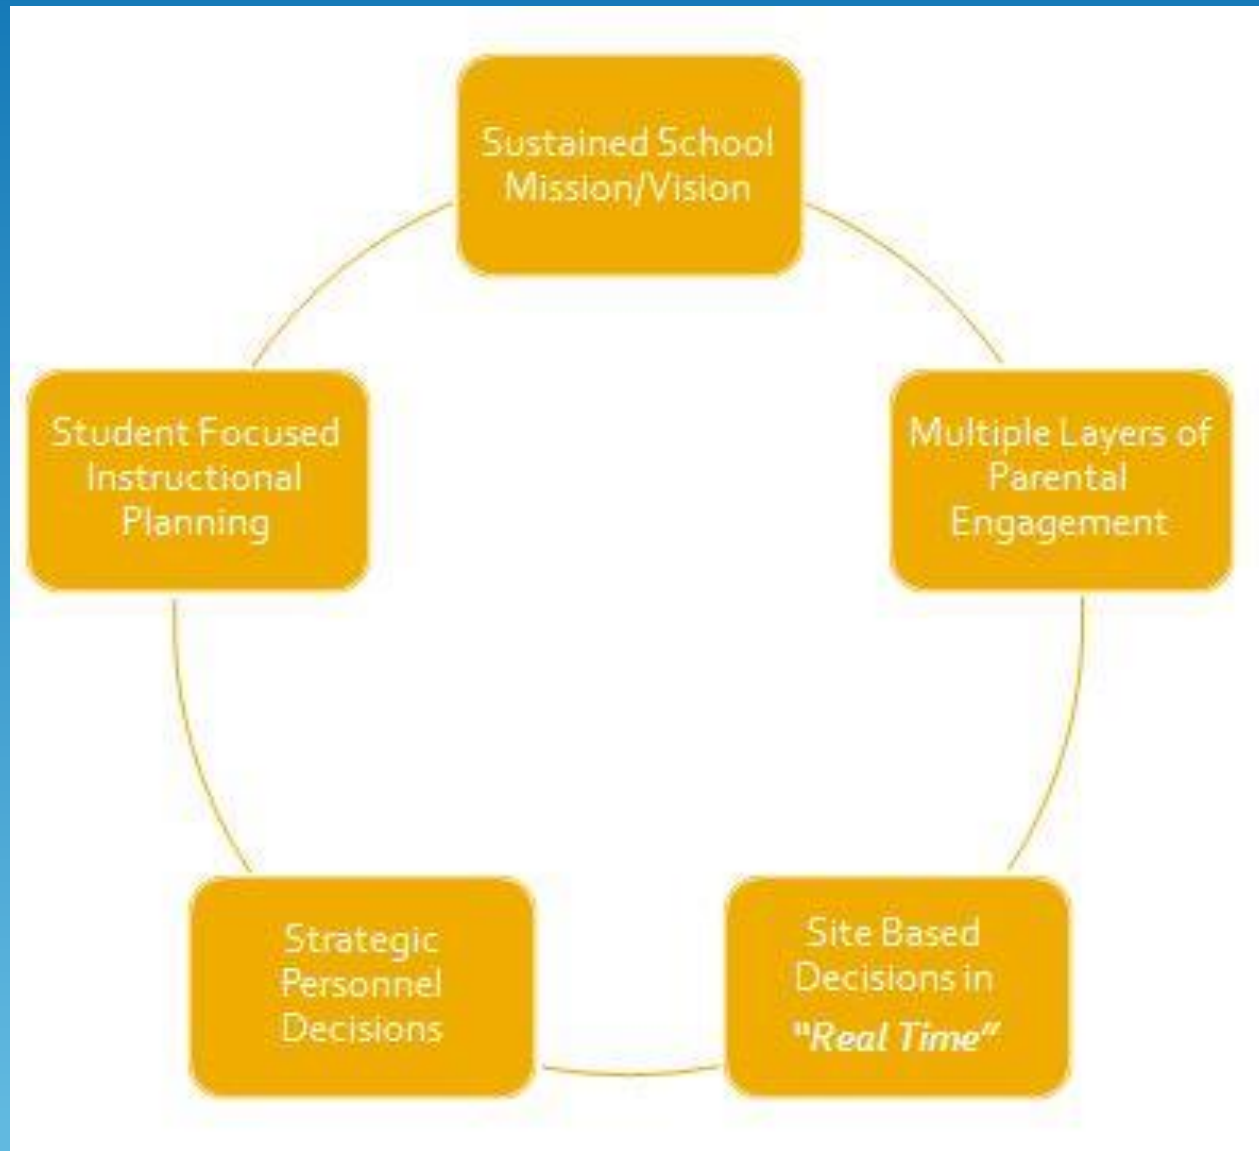 Sustained School
Mission/Vision
Multiple Layers of
Parental
Engagement
Site Based
Decisions in
"Real Time"
Strategic
Personnel
Decisions
Student Focused
Instructional
Planning